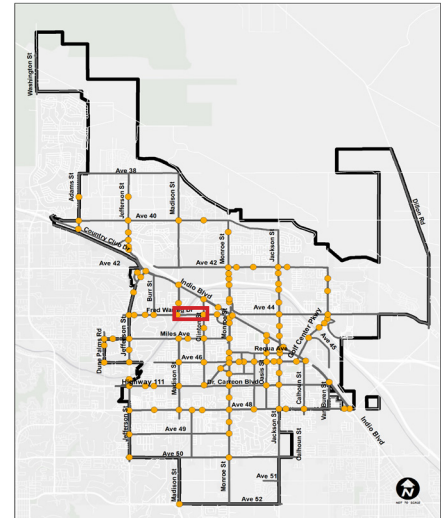 Washington St
Ave 38
Adams St
Jefferson St
Madison St
Dillon Rd
Ave 40
Country Club Dr
Monroe St
Jackson St
Ave 42
Ave 42
Burr St
Indio Blvd
Golf Center Pkwy
Fred Waring Dr
Ave 44
Clinton St
Monroe St
Dune Palms Rd
Jefferson St
Miles Ave
Requa Ave
Ave 45
Ave 46
Highway 111
Madison St
Dr. Carreon Blvd
Oasis St
Calhoun St
Van Buren St
Ave 48
Indio Blvd
Jefferson St
Ave 49
Jackson St
Calhoun St
Ave 50
Madison St
Monroe St
Ave 51
Ave 52
N
NOT TO SCALE